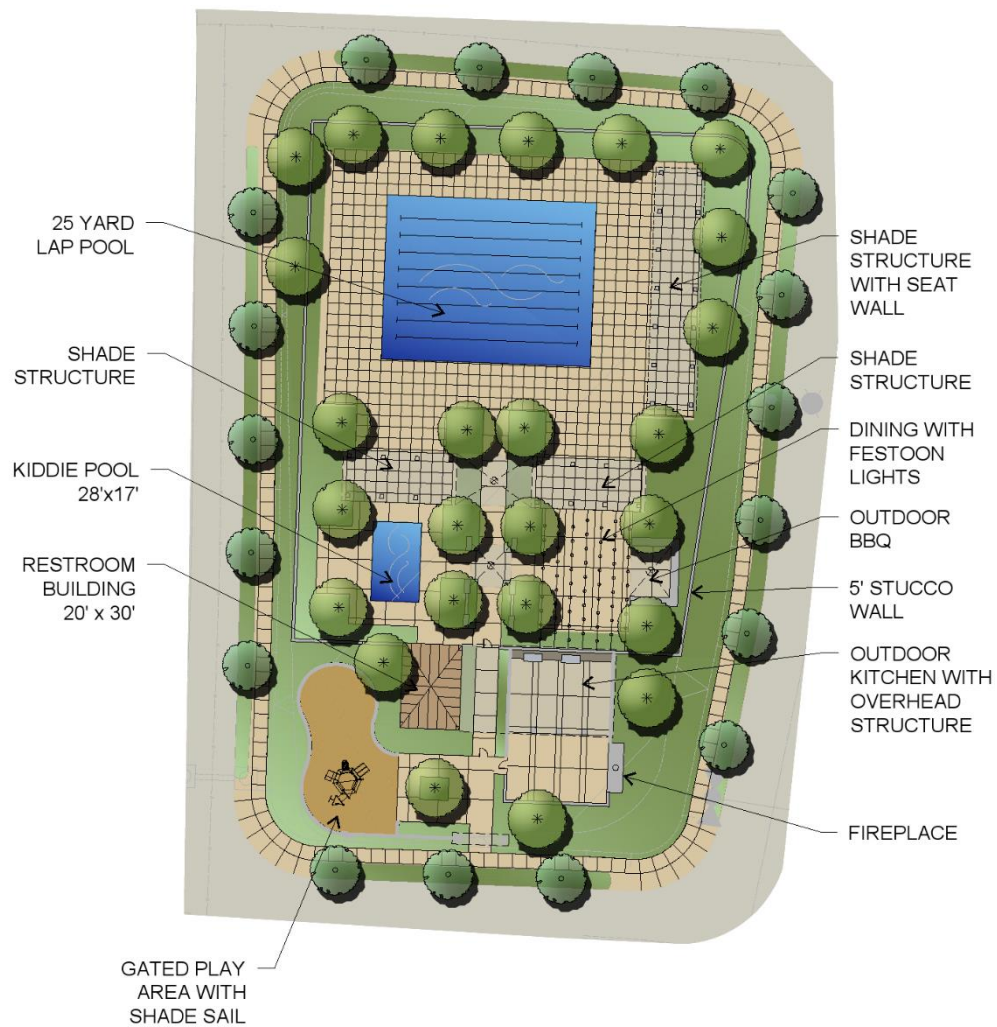 25 YARD
LAP POOL
SHADE
STRUCTURE
KIDDIE POOL
28'x17'
RESTROOM
BUILDING
20' x 30'
GATED PLAY
AREA WITH
SHADE SAIL
SHADE
STRUCTURE
WITH SEAT
WALL
SHADE
STRUCTURE
DINING WITH
FESTOON
LIGHTS
OUTDOOR
BBQ
5' STUCCO
WALL
OUTDOOR
KITCHEN WITH
OVERHEAD
STRUCTURE
FIREPLACE